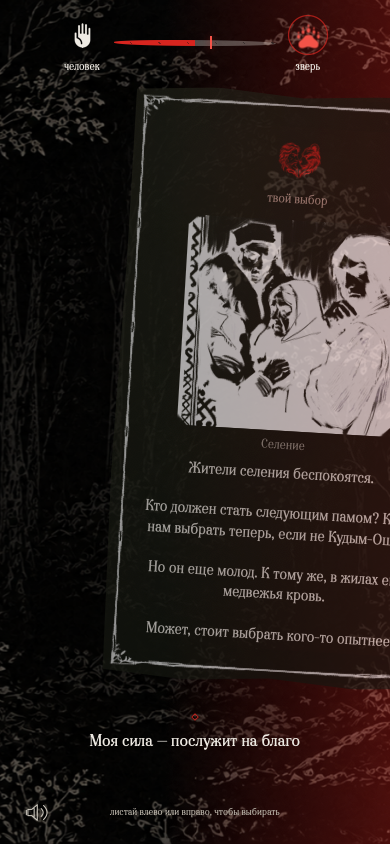 человек
зверь
твой выбор
Селение
Жители селения беспокоятся.
Кто должен стать следующим памом? К
нам выбрать теперь, если не Кудым-Ош
Но он еще молод. К тому же, в жилах е
медвежья кровь.
Может, стоит выбрать кого-то опытнее
Моя сила — послужит на благо
листай влево или вправо, чтобы выбирать